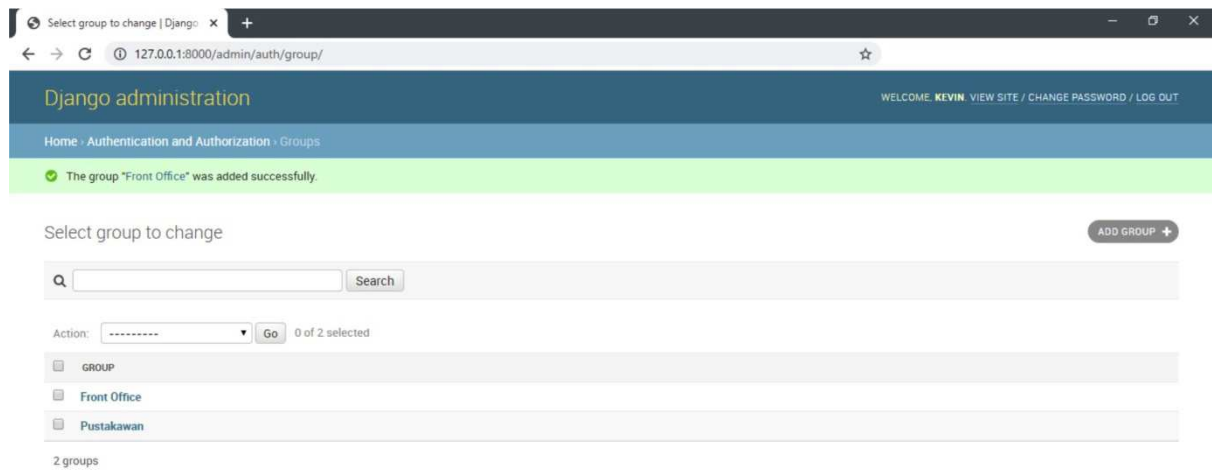 Select group to change | Django
127.0.0.1:8000/admin/auth/group/
Django administration
WELCOME, KEVIN. VIEW SITE / CHANGE PASSWORD / LOG OUT
Home › Authentication and Authorization › Groups
The group "Front Office" was added successfully.
Select group to change
ADD GROUP +
Search
Action: --------- Go 0 of 2 selected
GROUP
Front Office
Pustakawan
2 groups